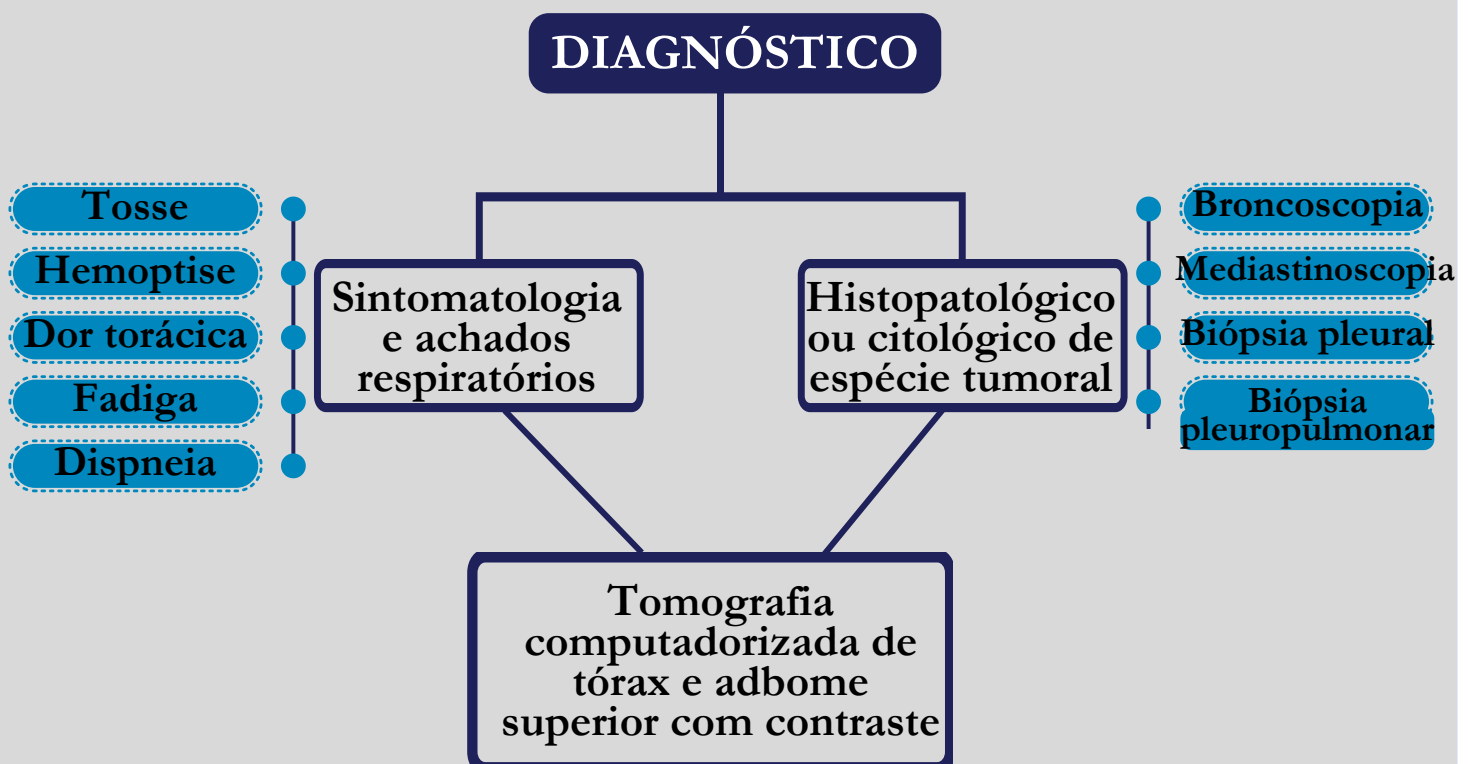 DIAGNÓSTICO
Tosse
Hemoptise
Dor torácica
Fadiga
Dispneia
Sintomatologia
e achados
respiratórios
Histopatológico
ou citológico de
espécie tumoral
Broncoscopia
Mediastinoscopia
Biópsia pleural
Biópsia
pleuropulmonar
Tomografia
computadorizada de
tórax e adbome
superior com contraste